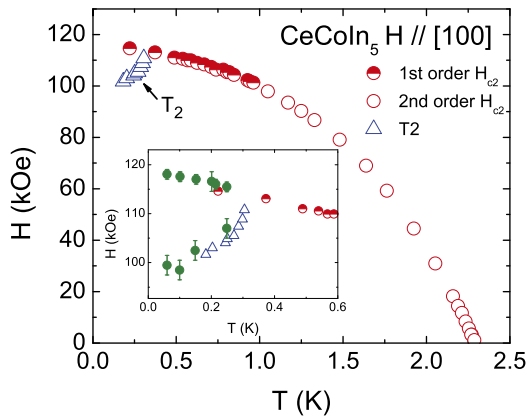 CeCoIn5 H // [100]
1st order Hc2
2nd order Hc2
T2
T2
H (kOe)
120
100
80
60
40
20
0
0.0 0.5 1.0 1.5 2.0 2.5
T (K)
H (kOe)
120
110
100
0.0 0.2 0.4 0.6
T (K)